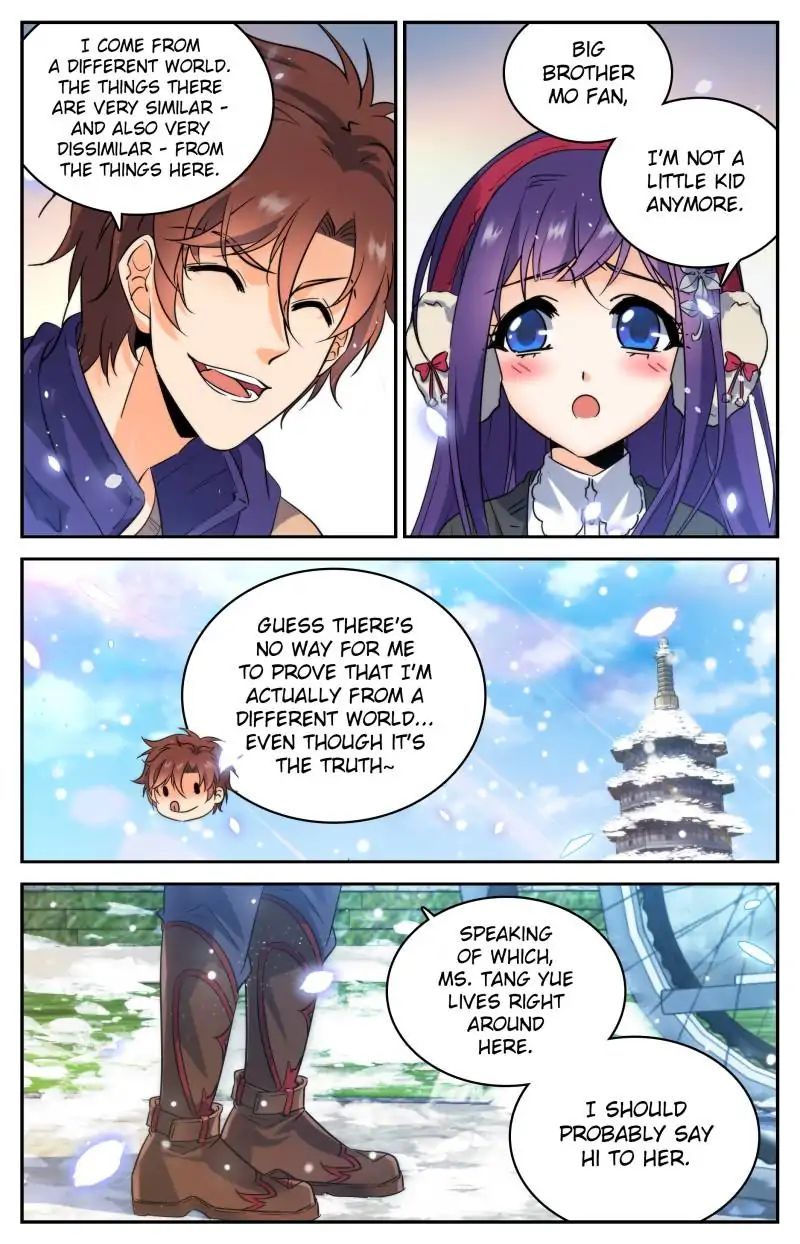 I COME FROM
A DIFFERENT WORLD.
THE THINGS THERE
ARE VERY SIMILAR -
AND ALSO VERY
DISSIMILAR - FROM
THE THINGS HERE.
BIG
BROTHER
MO FAN,
I'M NOT A
LITTLE KID
ANYMORE.
GUESS THERE'S
NO WAY FOR ME
TO PROVE THAT I'M
ACTUALLY FROM A
DIFFERENT WORLD...
EVEN THOUGH IT'S
THE TRUTH~
SPEAKING
OF WHICH,
MS. TANG YUE
LIVES RIGHT
AROUND
HERE.
I SHOULD
PROBABLY SAY
HI TO HER.